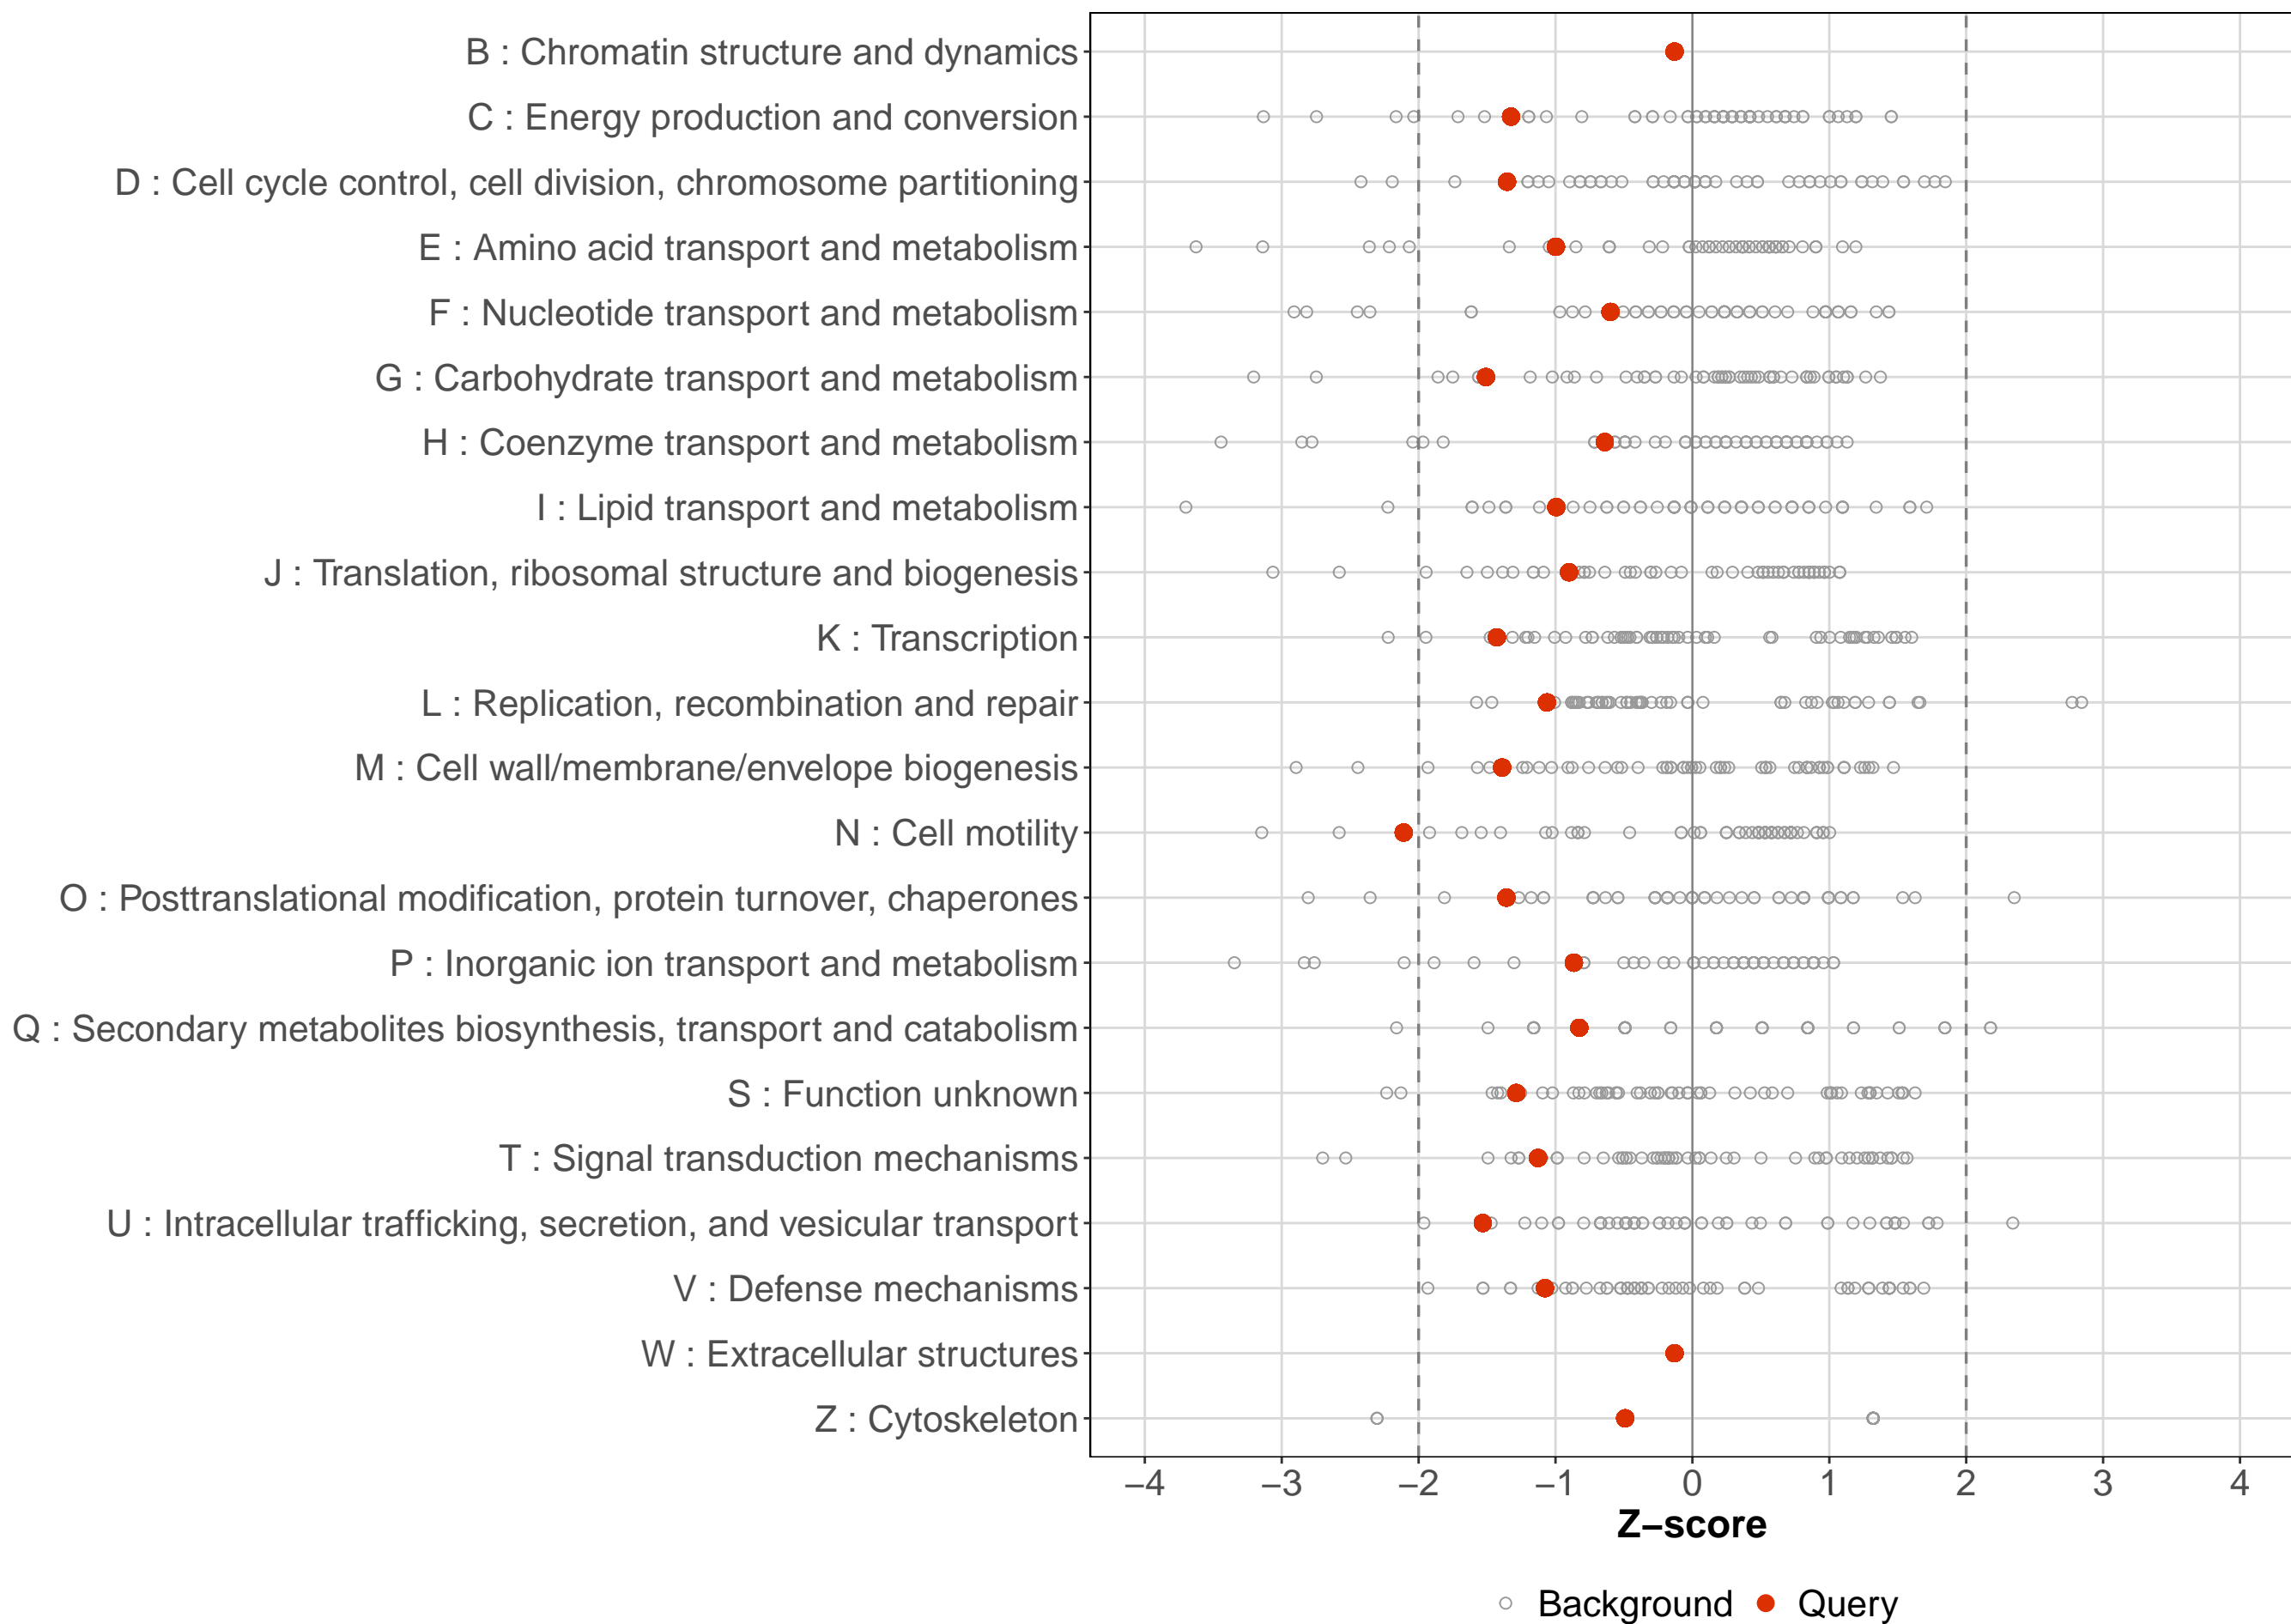 B : Chromatin structure and dynamics
C : Energy production and conversion
D : Cell cycle control, cell division, chromosome partitioning
E : Amino acid transport and metabolism
F : Nucleotide transport and metabolism
G : Carbohydrate transport and metabolism
H : Coenzyme transport and metabolism
I : Lipid transport and metabolism
J : Translation, ribosomal structure and biogenesis
K : Transcription
L : Replication, recombination and repair
M : Cell wall/membrane/envelope biogenesis
N : Cell motility
O : Posttranslational modification, protein turnover, chaperones
P : Inorganic ion transport and metabolism
Q : Secondary metabolites biosynthesis, transport and catabolism
S : Function unknown
T : Signal transduction mechanisms
U : Intracellular trafficking, secretion, and vesicular transport
V : Defense mechanisms
W : Extracellular structures
Z : Cytoskeleton
−4 −3 −2 −1 0 1 2 3 4
Z−score
Background Query